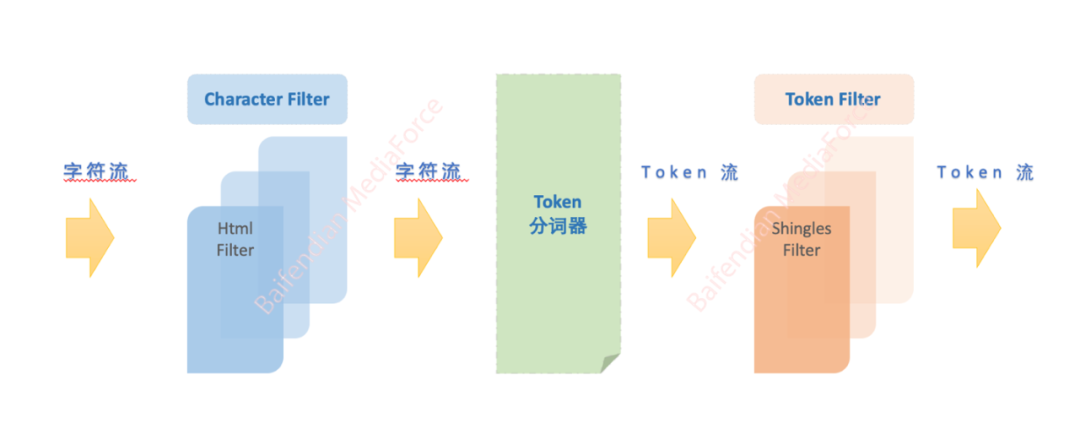 Character Filter
Token Filter
字符流
字符流
Token 流
Token 流
Html
Filter
Token
分词器
Shingles
Filter
Baifendian MediaForce
Baifendian MediaForce